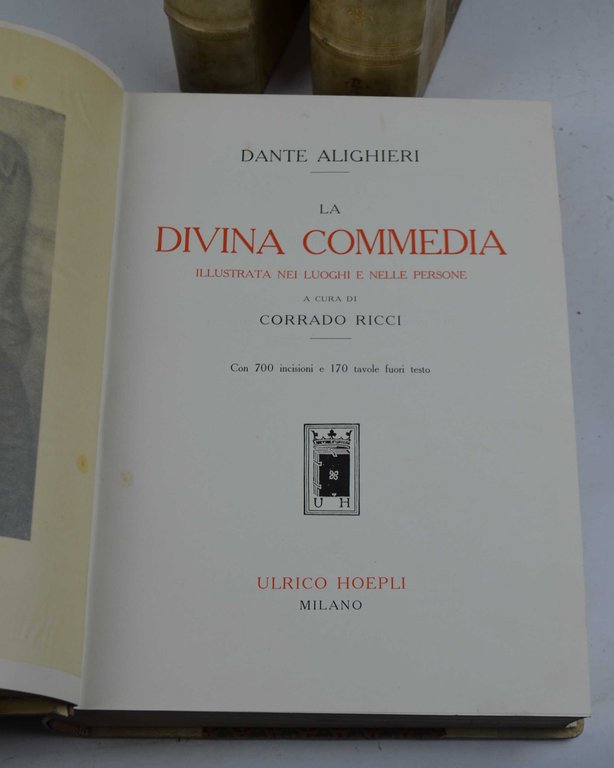 DANTE ALIGHIERI
LA
DIVINA COMMEDIA
ILLUSTRATA NEI LUOGHI E NELLE PERSONE
A CURA DI
CORRADO RICCI
Con 700 incisioni e 170 tavole fuori testo
U H
ULRICO HOEPLI
MILANO